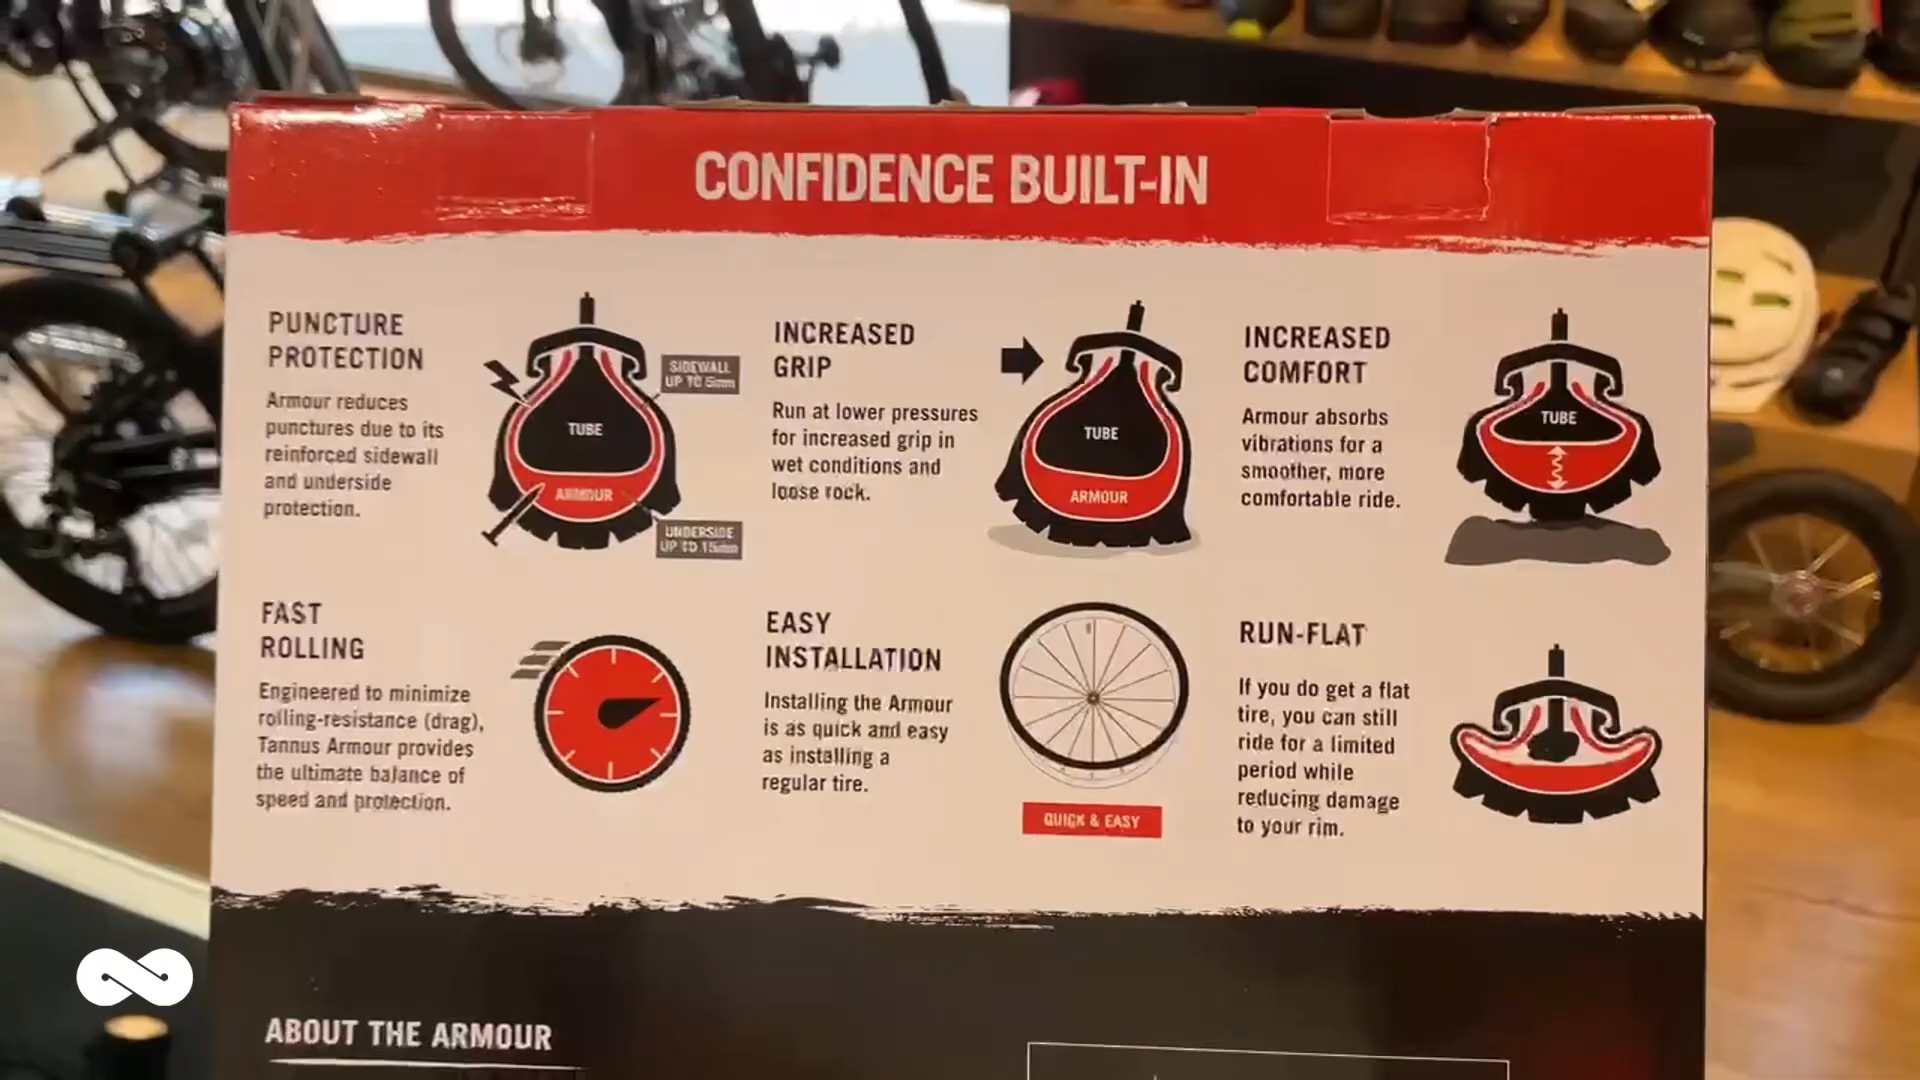 CONFIDENCE BUILT-IN
PUNCTURE
PROTECTION
Armour reduces
punctures due to its
reinforced sidewall
and underside
protection.
TUBE
ARMOUR
SIDEWALL
UP TO 5mm
UNDERSIDE
UP TO 15mm
INCREASED
GRIP
Run at lower pressures
for increased grip in
wet conditions and
loose rock.
TUBE
ARMOUR
INCREASED
COMFORT
Armour absorbs
vibrations for a
smoother, more
comfortable ride.
TUBE
FAST
ROLLING
Engineered to minimize
rolling-resistance (drag),
Tannus Armour provides
the ultimate balance of
speed and protection.
EASY
INSTALLATION
Installing the Armour
is as quick and easy
as installing a
regular tire.
QUICK & EASY
RUN-FLAT
If you do get a flat
tire, you can still
ride for a limited
period while
reducing damage
to your rim.
ABOUT THE ARMOUR